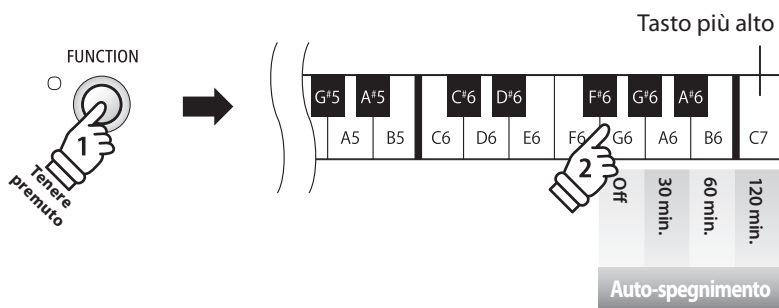 Tasto più alto
FUNCTION
G#5 A#5 C#6 D#6 F#6 G#6 A#6
A5 B5 C6 D6 E6 F6 G6 A6 B6 C7
1
2
Tenere
premuto
Off
30 min.
60 min.
120 min.
Auto-spegnimento